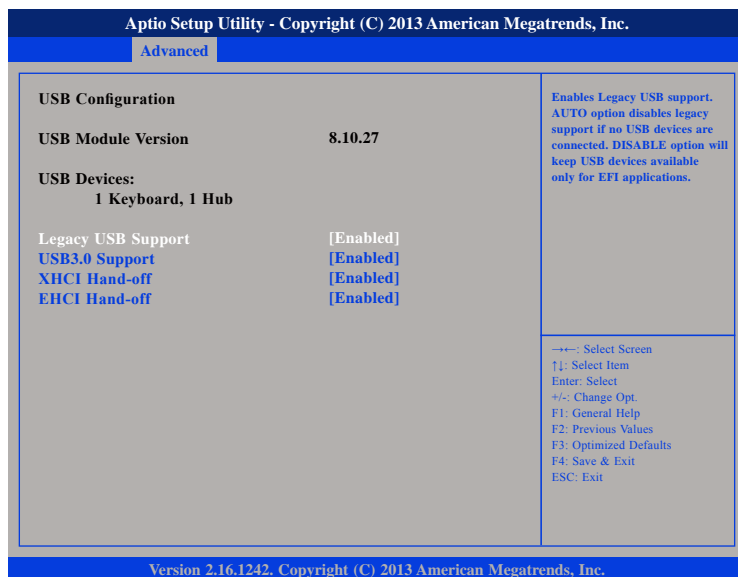 Aptio Setup Utility - Copyright (C) 2013 American Megatrends, Inc.
Advanced
USB Configuration
USB Module Version 8.10.27
USB Devices:
1 Keyboard, 1 Hub
Legacy USB Support [Enabled]
USB3.0 Support [Enabled]
XHCI Hand-off [Enabled]
EHCI Hand-off [Enabled]
Enables Legacy USB support.
AUTO option disables legacy
support if no USB devices are
connected. DISABLE option will
keep USB devices available
only for EFI applications.
→←: Select Screen
↑↓: Select Item
Enter: Select
+/-: Change Opt.
F1: General Help
F2: Previous Values
F3: Optimized Defaults
F4: Save & Exit
ESC: Exit
Version 2.16.1242. Copyright (C) 2013 American Megatrends, Inc.